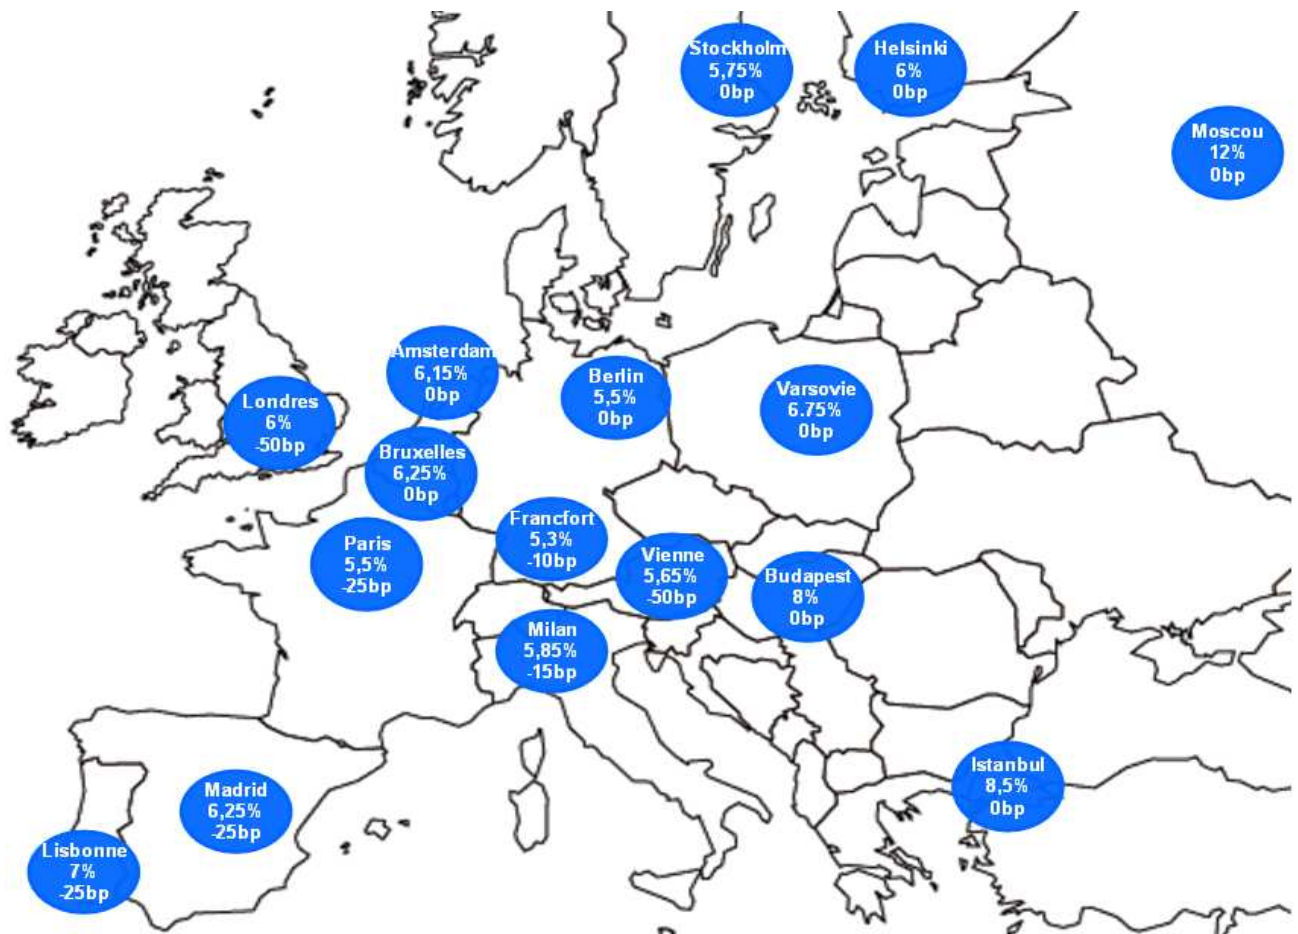 Stockholm
5,75%
0bp
Helsinki
6%
0bp
Moscou
12%
0bp
Amsterdam
6,15%
0bp
Berlin
5,5%
0bp
Varsovie
6.75%
0bp
Londres
6%
-50bp
Bruxelles
6,25%
0bp
Francfort
5,3%
-10bp
Paris
5,5%
-25bp
Vienne
5,65%
-50bp
Budapest
8%
0bp
Milan
5,85%
-15bp
Istanbul
8,5%
0bp
Madrid
6,25%
-25bp
Lisbonne
7%
-25bp